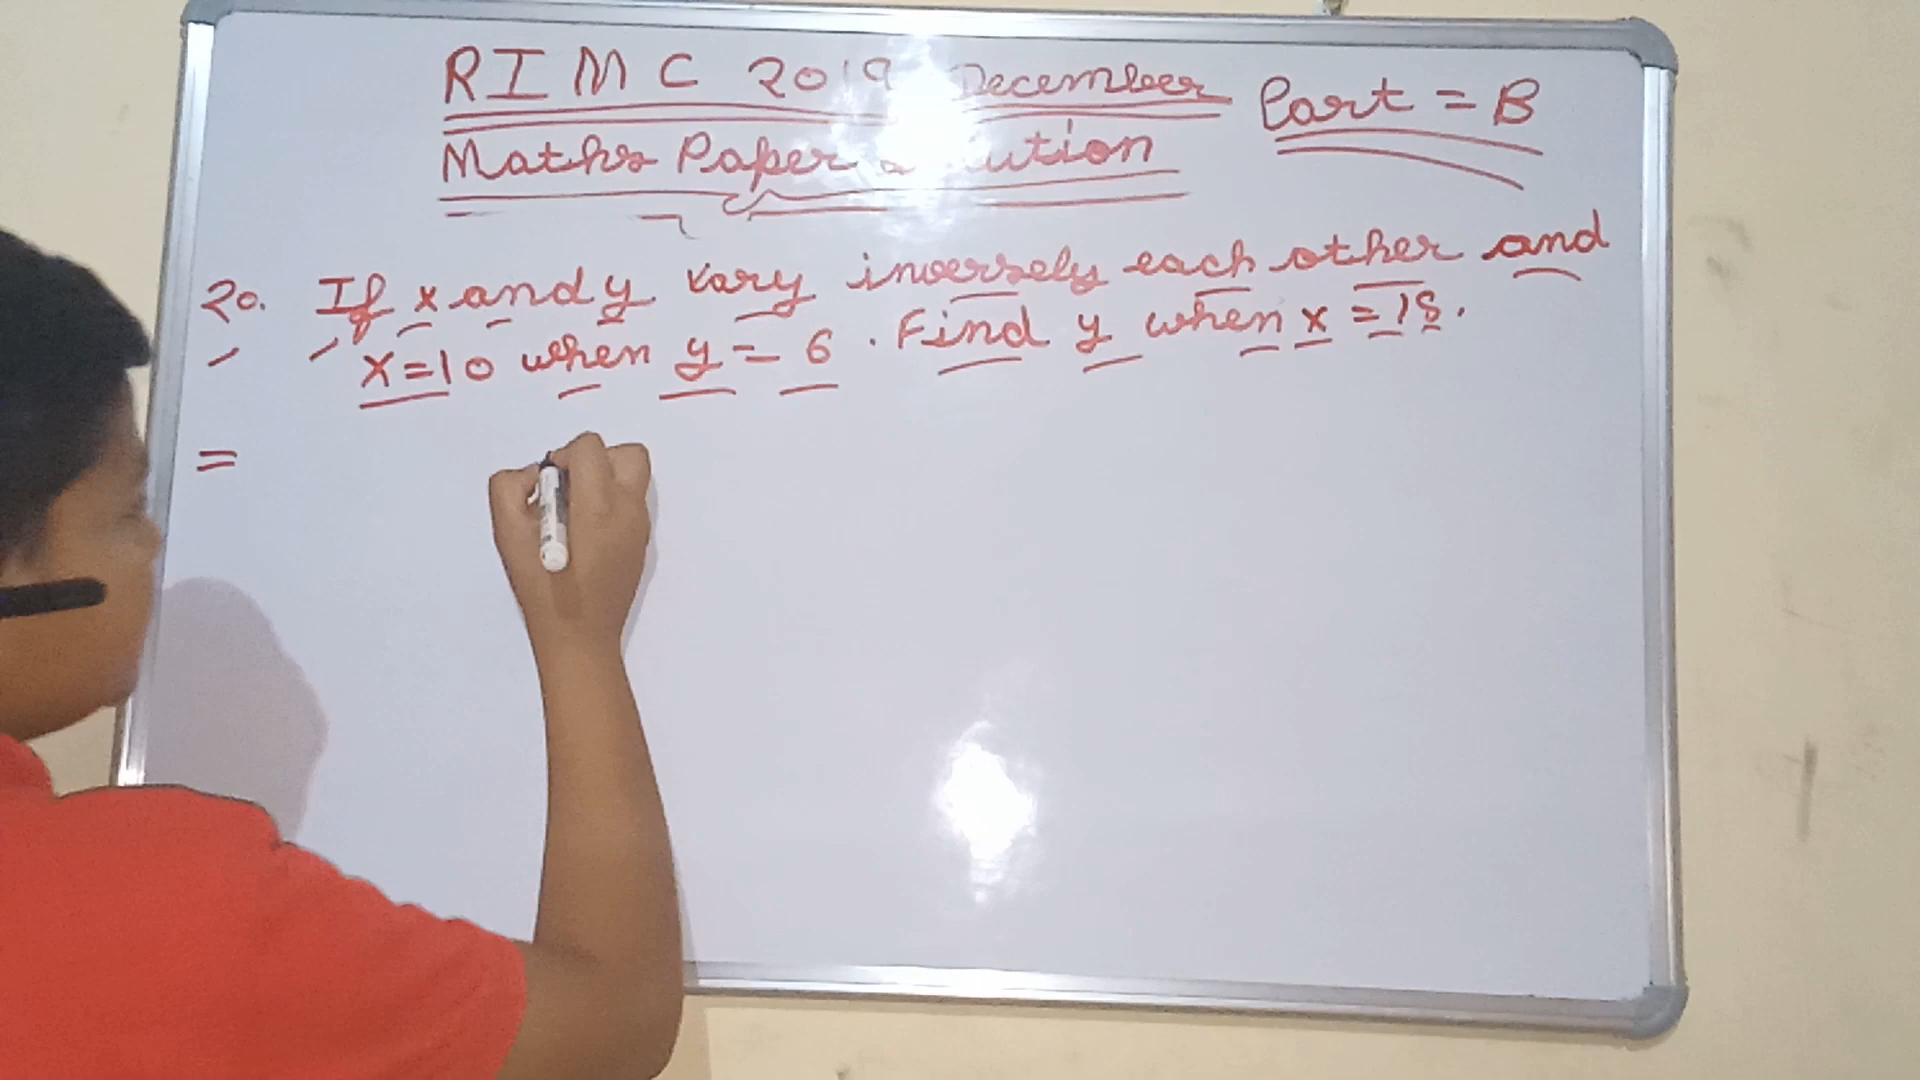 RIMC 2019 December Part = B
Maths Paper
20. If x and y vary inversely each other and
x=10 when y = 6 . Find y when x =15.
=